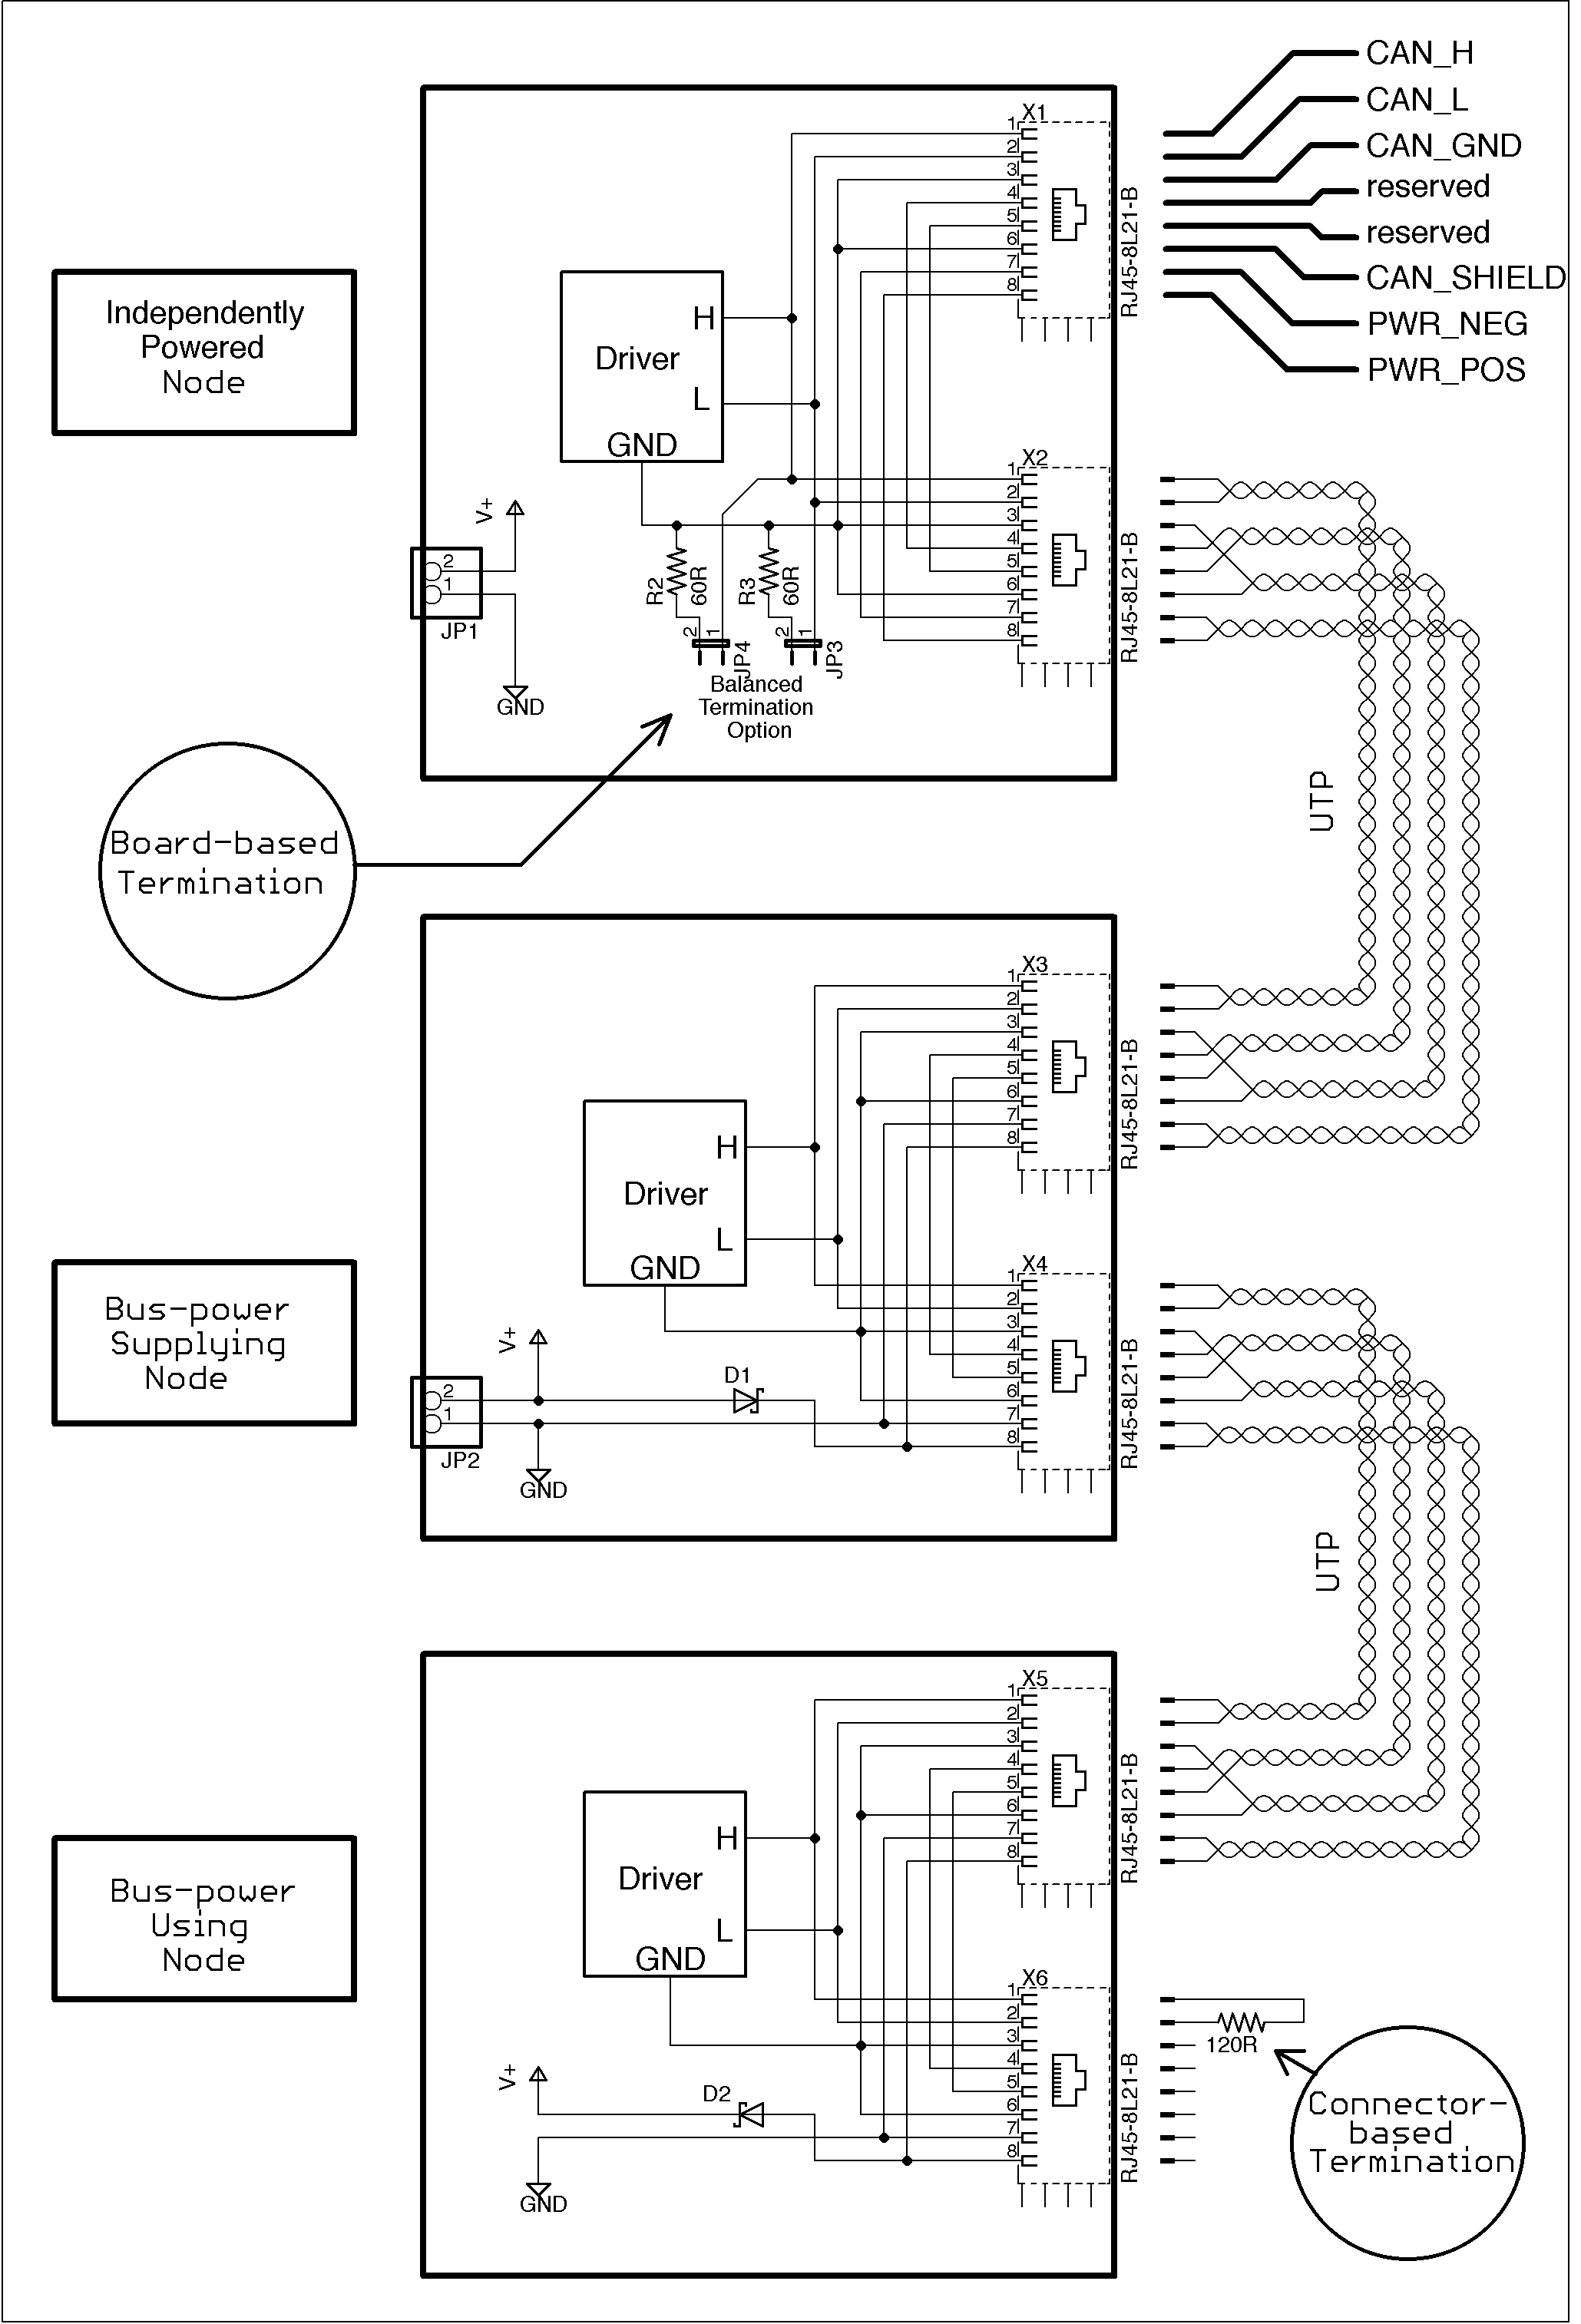 CAN_H
CAN_L
CAN_GND
reserved
reserved
CAN_SHIELD
PWR_NEG
PWR_POS
Independently
Powered
Node
X1
1
2
3
4
5
6
7
8
RJ45-8L21-B
Driver
H
L
GND
X2
1
2
3
4
5
6
7
8
RJ45-8L21-B
V+
2
1
JP1
GND
R2
60R
R3
60R
2
1
JP4
2
1
JP3
Balanced
Termination
Option
Board-based
Termination
UTP
Bus-power
Supplying
Node
X3
1
2
3
4
5
6
7
8
RJ45-8L21-B
Driver
H
L
GND
X4
1
2
3
4
5
6
7
8
RJ45-8L21-B
V+
D1
2
1
JP2
GND
UTP
Bus-power
Using
Node
X5
1
2
3
4
5
6
7
8
RJ45-8L21-B
Driver
H
L
GND
X6
1
2
3
4
5
6
7
8
RJ45-8L21-B
V+
D2
GND
120R
Connector-
based
Termination